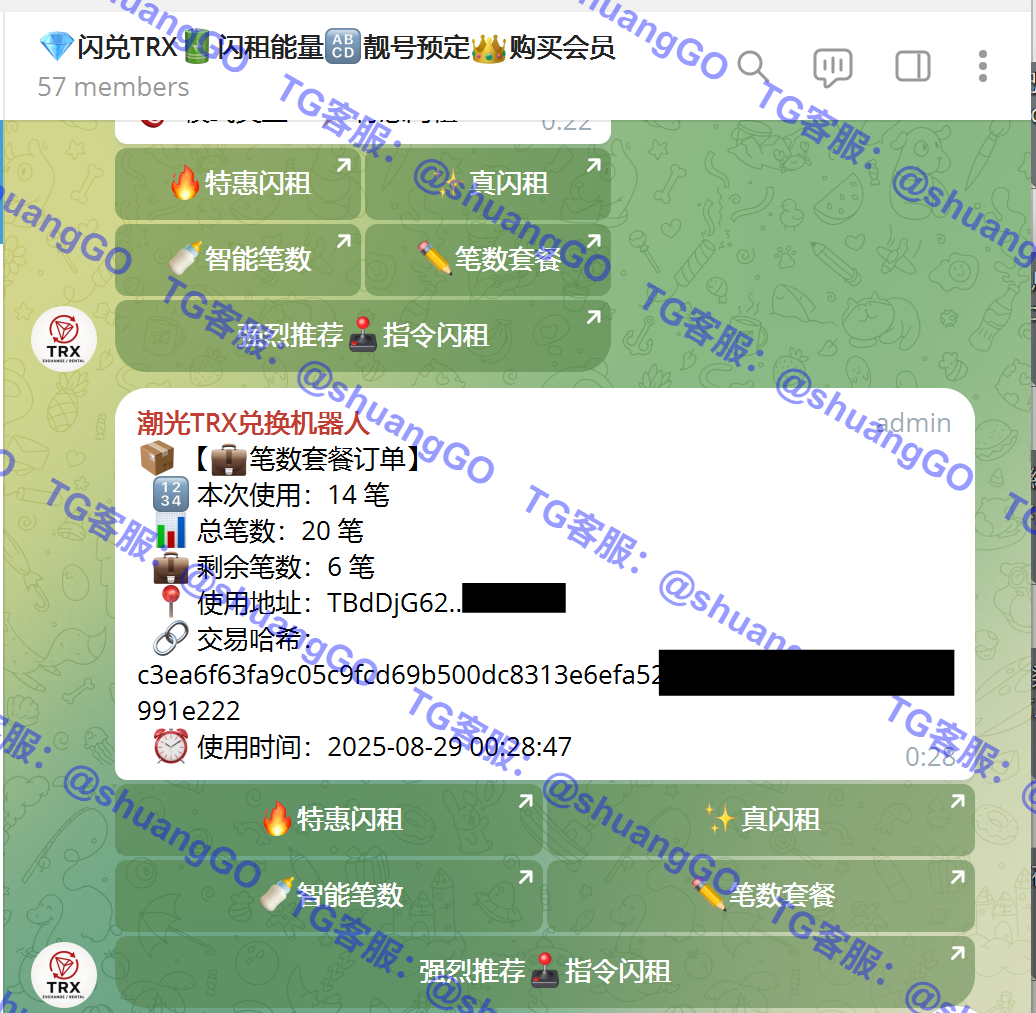 💎闪兑TRX💵闪租能量🔠靓号预定👑购买会员
57 members
0:22
🔥特惠闪租
✨真闪租
🍼智能笔数
✏️笔数套餐
强烈推荐🕹指令闪租
TRX
EXCHANGE / RENTAL
潮光TRX兑换机器人
admin
📦【💼笔数套餐订单】
🔢 本次使用：14 笔
📊 总笔数：20 笔
💼 剩余笔数：6 笔
📍 使用地址：TBdDjG62..
🔗 交易哈希：
c3ea6f63fa9c05c9fcd69b500dc8313e6efa52
991e222
⏰ 使用时间：2025-08-29 00:28:47
0:28
🔥特惠闪租
✨真闪租
🍼智能笔数
✏️笔数套餐
强烈推荐🕹指令闪租
TRX
EXCHANGE / RENTAL
TG客服：@shuangGO
TG客服：@shuangGO
TG客服：@shuangGO
TG客服：@shuangGO
TG客服：@shuangGO
TG客服：@shuangGO
TG客服：@shuangGO